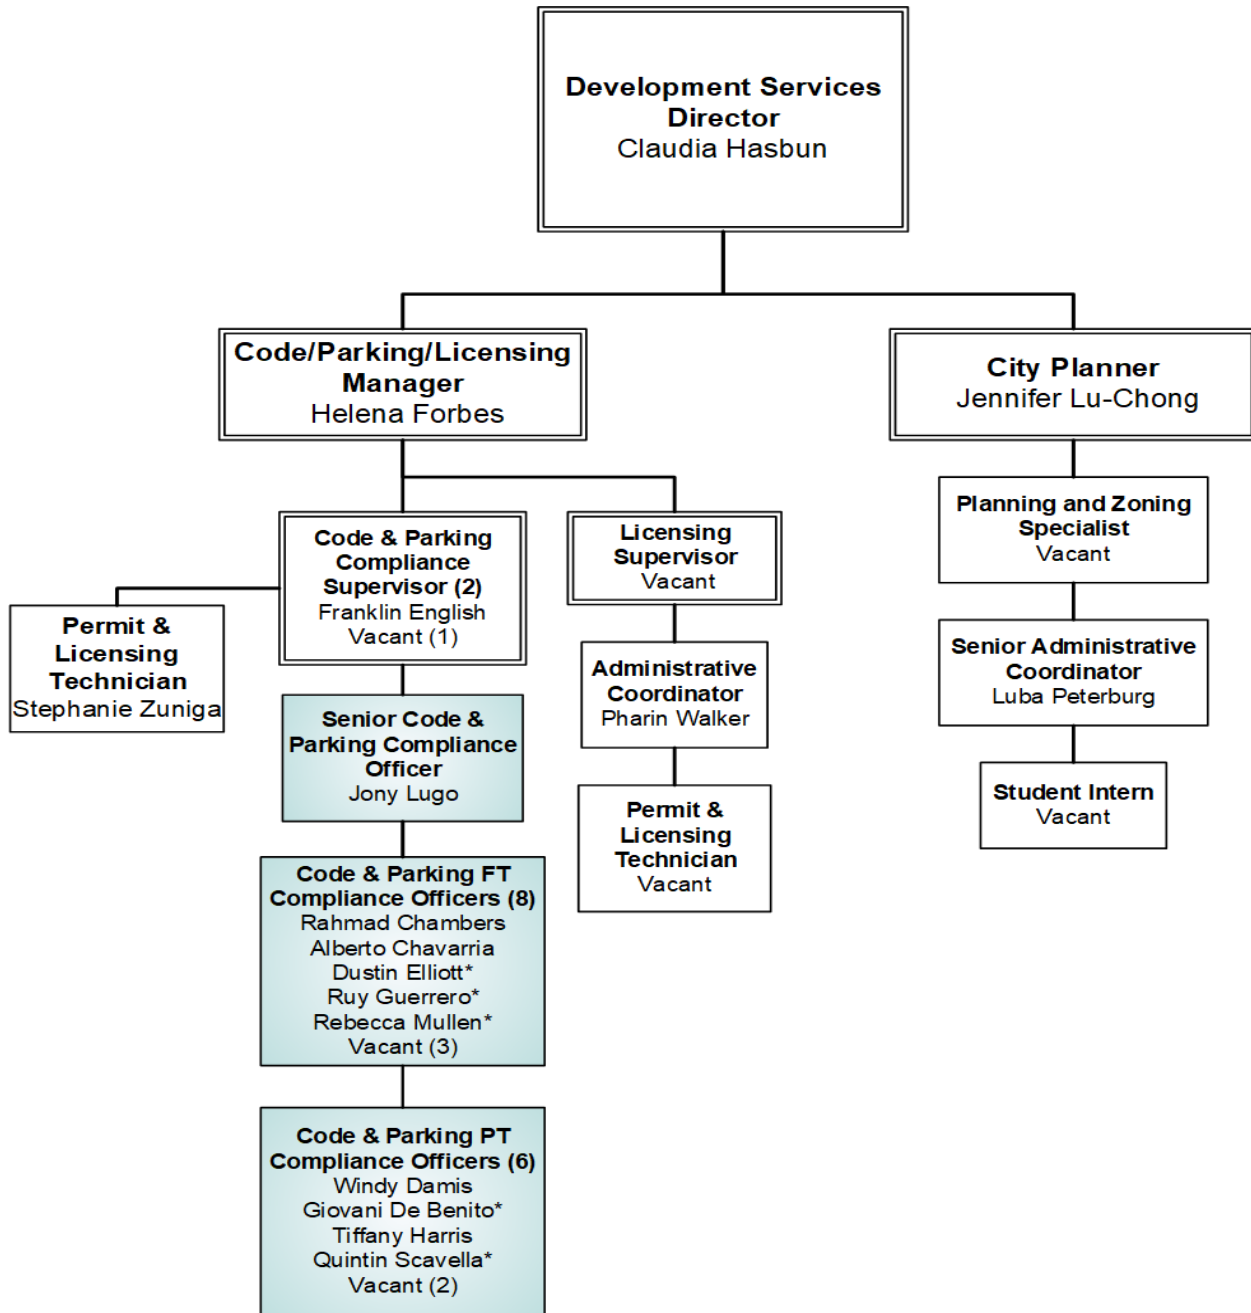 Development Services
Director
Claudia Hasbun
Code/Parking/Licensing
Manager
Helena Forbes
City Planner
Jennifer Lu-Chong
Code & Parking
Compliance
Supervisor (2)
Franklin English
Vacant (1)
Licensing
Supervisor
Vacant
Planning and Zoning
Specialist
Vacant
Permit &
Licensing
Technician
Stephanie Zuniga
Administrative
Coordinator
Pharin Walker
Senior Administrative
Coordinator
Luba Peterburg
Senior Code &
Parking Compliance
Officer
Jony Lugo
Permit &
Licensing
Technician
Vacant
Student Intern
Vacant
Code & Parking FT
Compliance Officers (8)
Rahmad Chambers
Alberto Chavarria
Dustin Elliott*
Ruy Guerrero*
Rebecca Mullen*
Vacant (3)
Code & Parking PT
Compliance Officers (6)
Windy Damis
Giovani De Benito*
Tiffany Harris
Quintin Scavella*
Vacant (2)